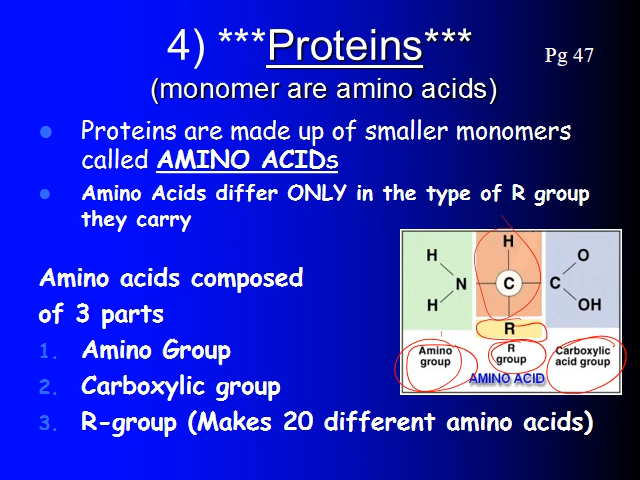 4) ***Proteins***
Pg 47
(monomer are amino acids)
Proteins are made up of smaller monomers
called AMINO ACIDs
Amino Acids differ ONLY in the type of R group
they carry
Amino acids composed
of 3 parts
1. Amino Group
2. Carboxylic group
3. R-group (Makes 20 different amino acids)
H
H
O
N
C
C
H
OH
R
Amino
group
R
group
Carboxylic
acid group
AMINO ACID